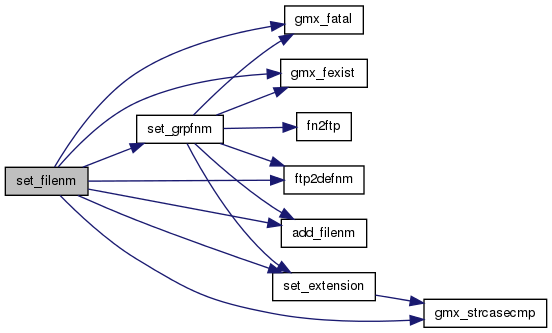 gmx_fatal
gmx_fexist
set_grpfnm
fn2ftp
set_filenm
ftp2defnm
add_filenm
set_extension
gmx_strcasecmp